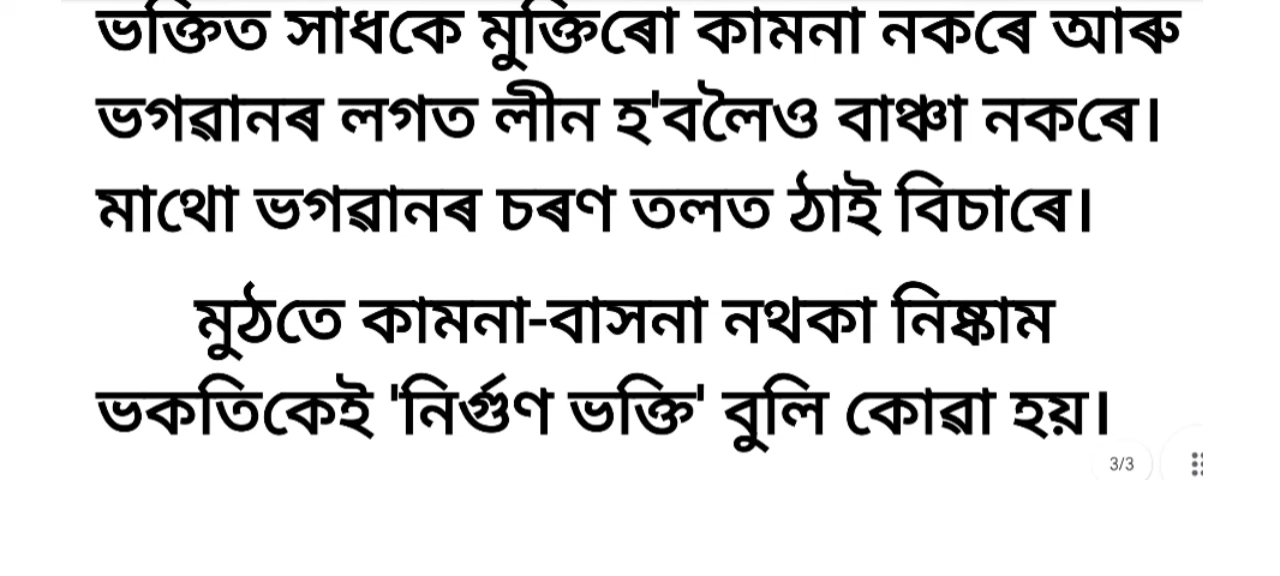 ভক্তিত সাধকে মুক্তিৰো কামনা নকৰে আৰু
ভগৱানৰ লগত লীন হ'বলৈও বাঞ্চা নকৰে।
মাথো ভগৱানৰ চৰণ তলত ঠাই বিচাৰে।
মুঠতে কামনা-বাসনা নথকা নিষ্কাম
ভকতিকেই 'নিৰ্গুণ ভক্তি' বুলি কোৱা হয়।
3/3